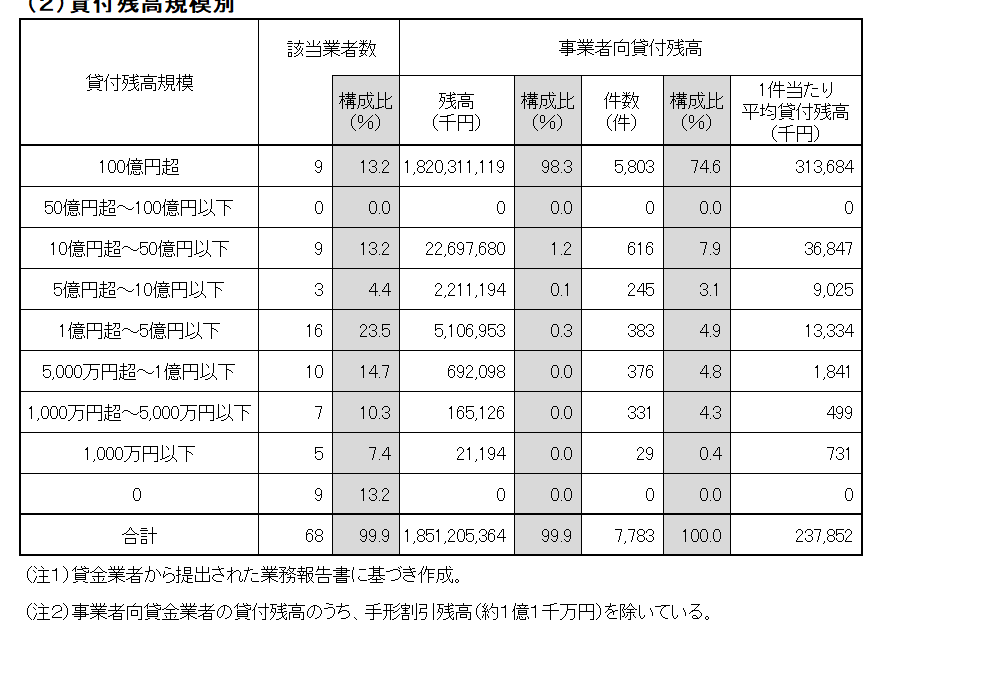 (2)貸付残高規模別
貸付残高規模 該当業者数 事業者向貸付残高
構成比(%) 残高(千円) 構成比(%) 件数(件) 構成比(%) 1件当たり平均貸付残高(千円)
100億円超 9 13.2 1,820,311,119 98.3 5,803 74.6 313,684
50億円超～100億円以下 0 0.0 0 0.0 0 0.0 0
10億円超～50億円以下 9 13.2 22,697,680 1.2 616 7.9 36,847
5億円超～10億円以下 3 4.4 2,211,194 0.1 245 3.1 9,025
1億円超～5億円以下 16 23.5 5,106,953 0.3 383 4.9 13,334
5,000万円超～1億円以下 10 14.7 692,098 0.0 376 4.8 1,841
1,000万円超～5,000万円以下 7 10.3 165,126 0.0 331 4.3 499
1,000万円以下 5 7.4 21,194 0.0 29 0.4 731
0 9 13.2 0 0.0 0 0.0 0
合計 68 99.9 1,851,205,364 99.9 7,783 100.0 237,852
(注1)貸金業者から提出された業務報告書に基づき作成。
(注2)事業者向貸金業者の貸付残高のうち、手形割引残高(約1億1千万円)を除いている。